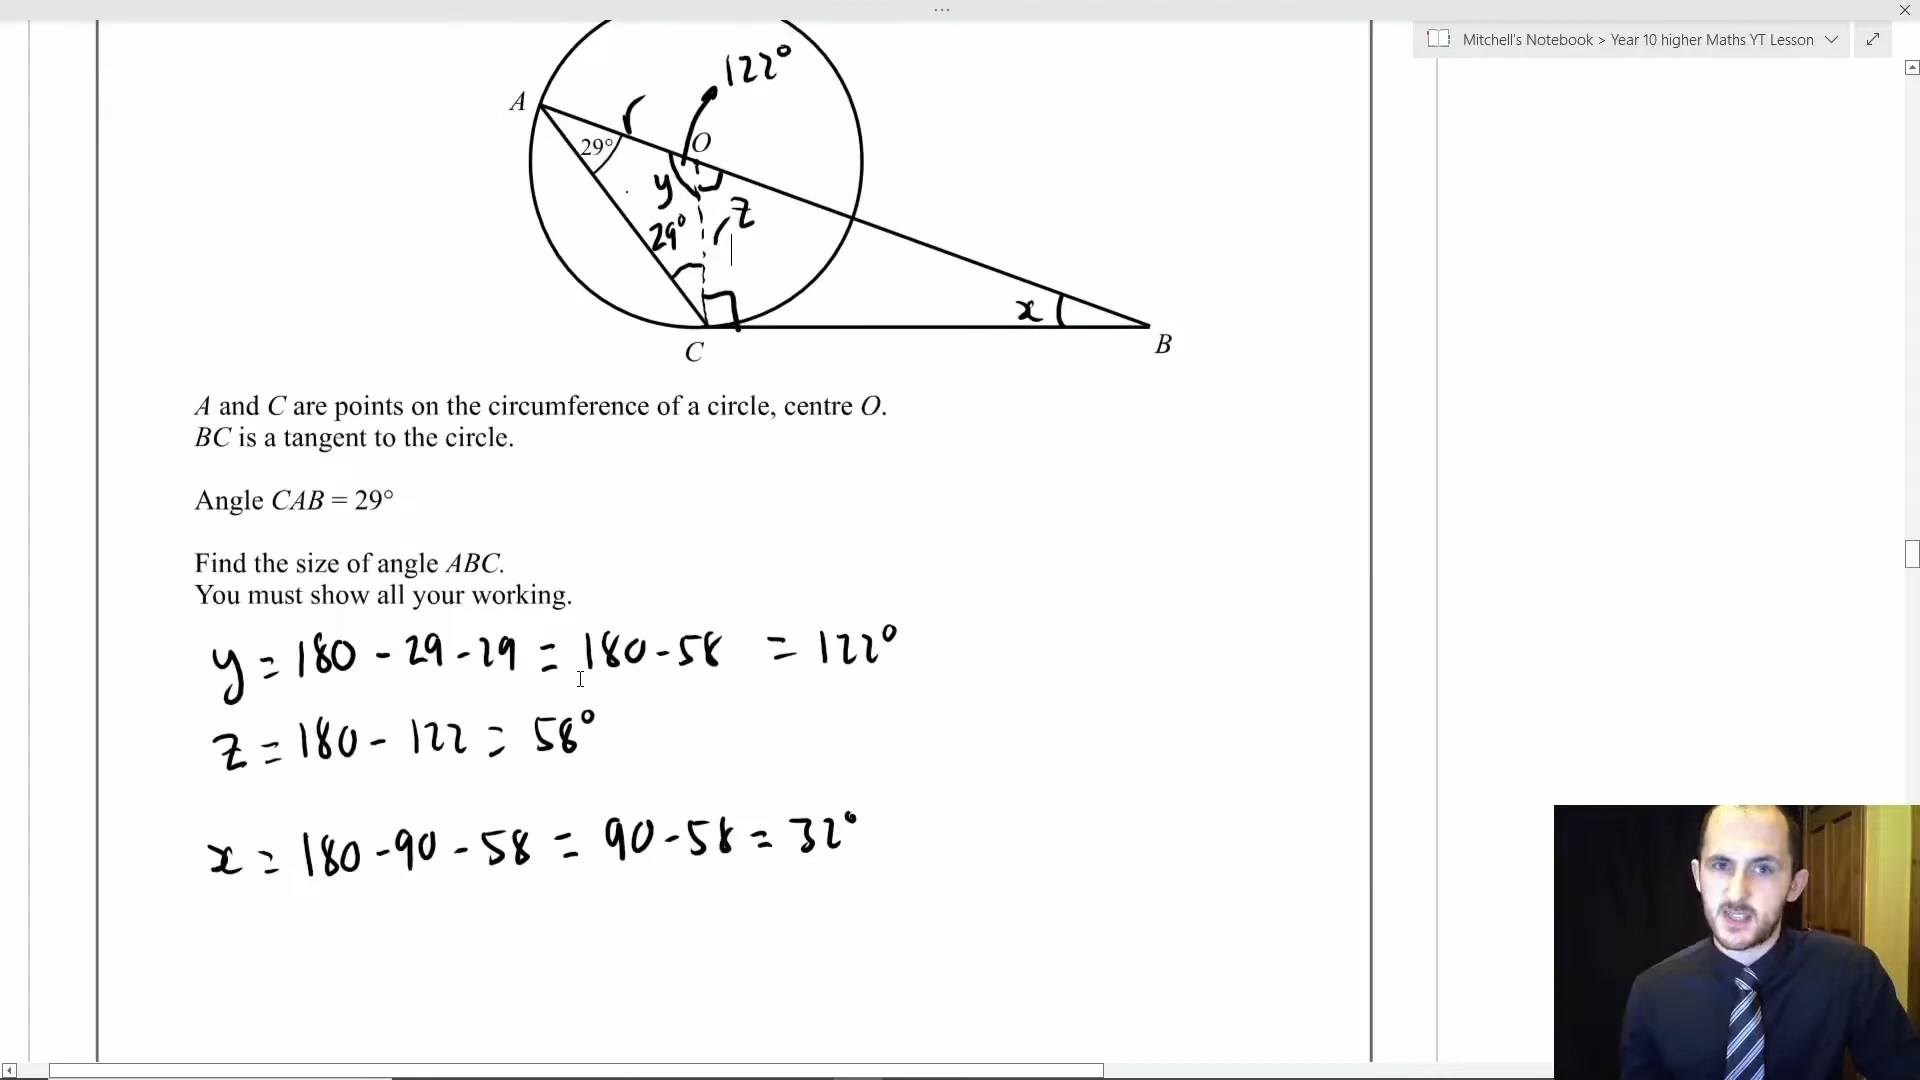 Mitchell's Notebook > Year 10 higher Maths YT Lesson
122°
A
r
O
29°
y
z
29°
r
x
C
B
A and C are points on the circumference of a circle, centre O.
BC is a tangent to the circle.
Angle CAB = 29°
Find the size of angle ABC.
You must show all your working.
y = 180 - 29 - 29 = 180 - 58 = 122°
z = 180 - 122 = 58°
x = 180 - 90 - 58 = 90 - 58 = 32°